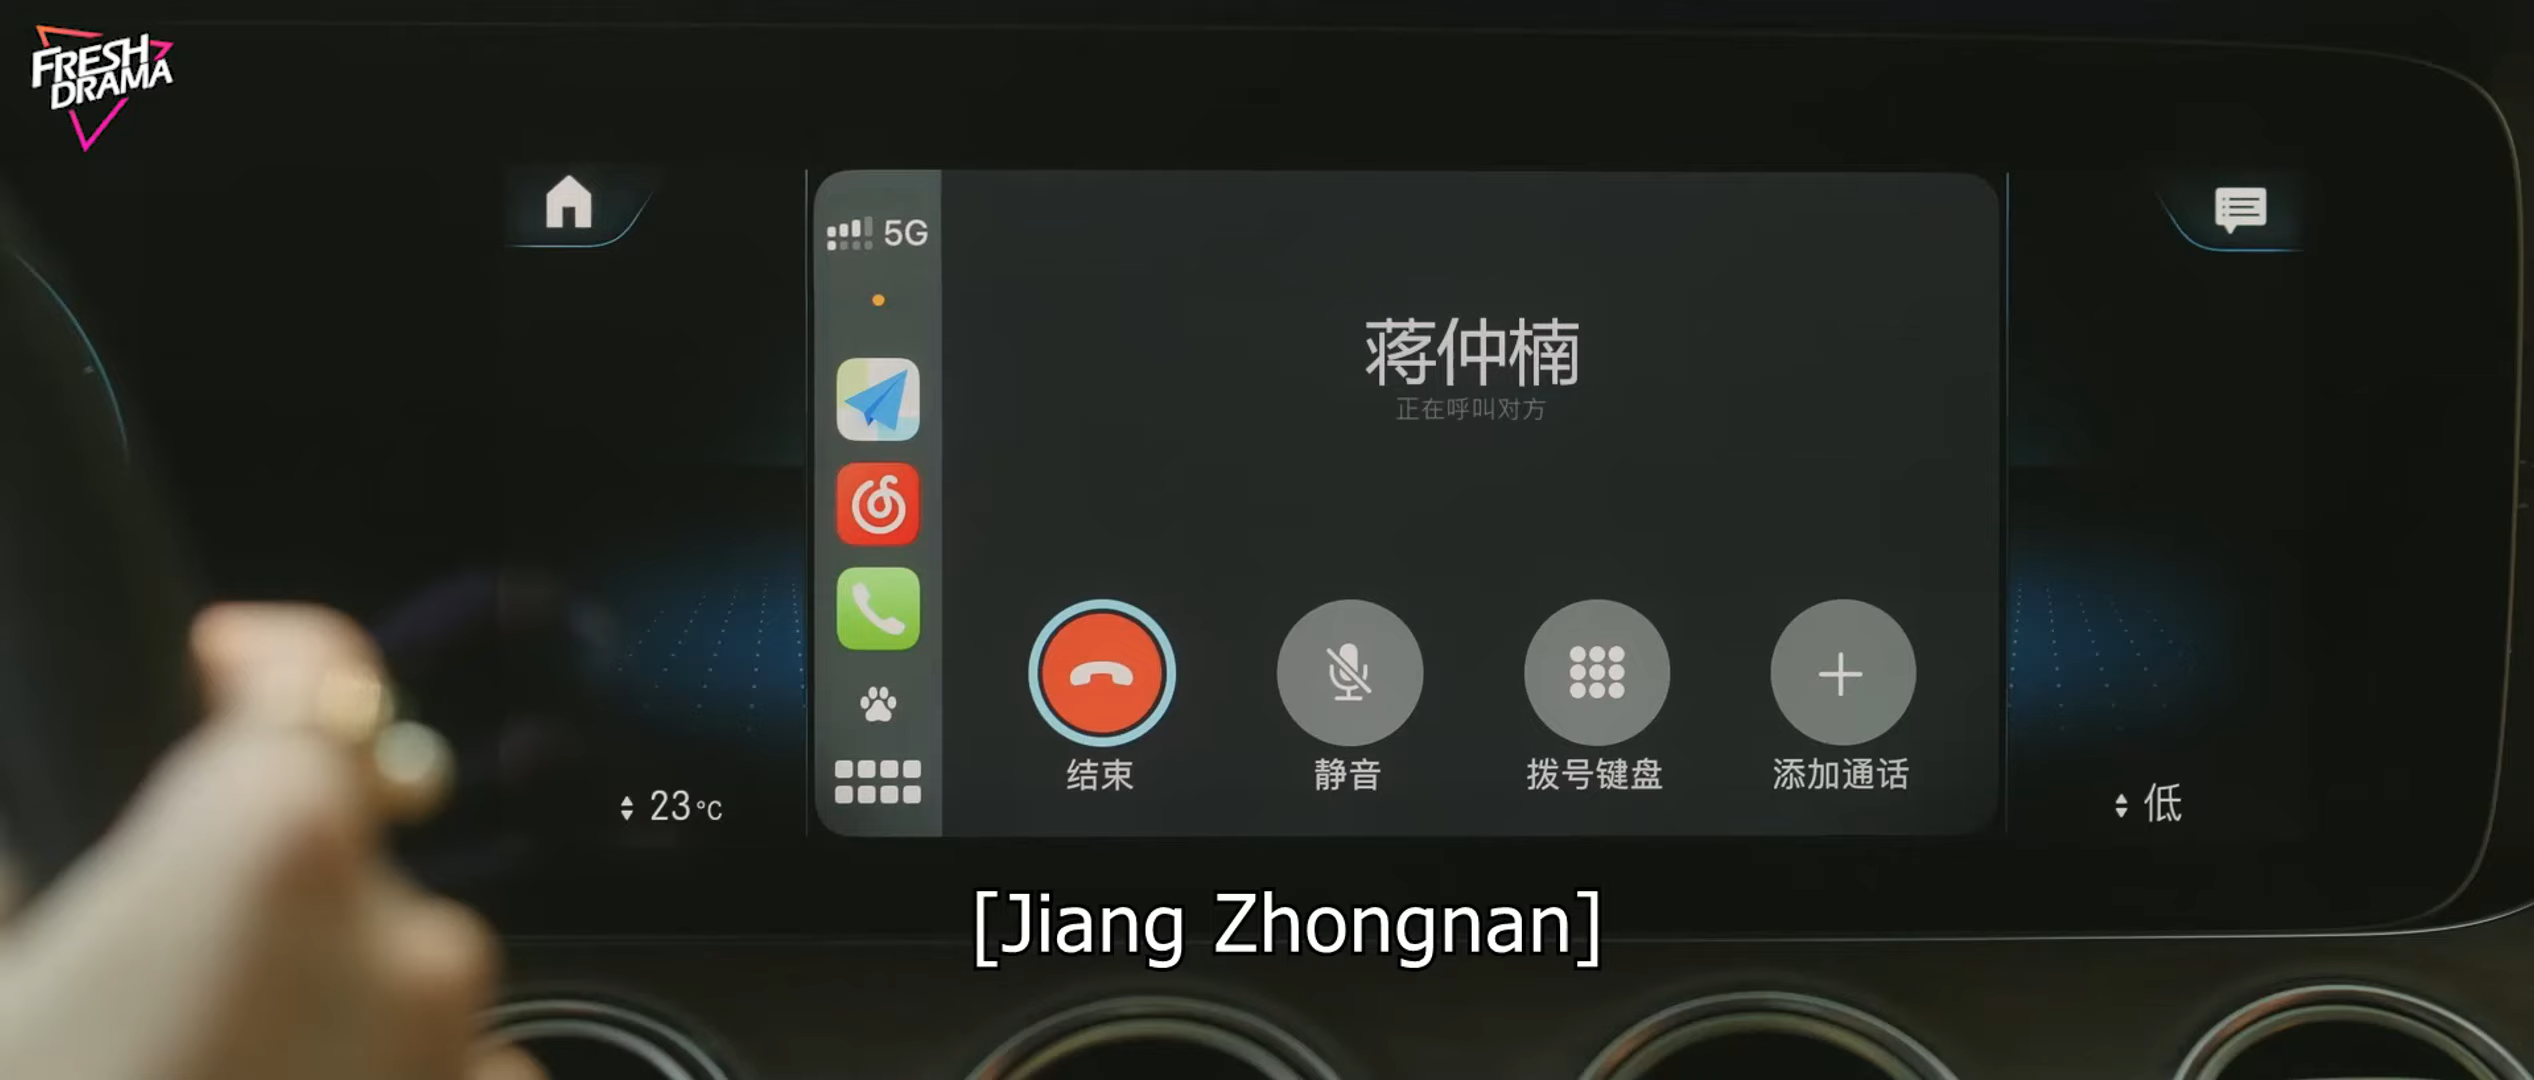 FRESH
DRAMA
5G
蒋仲楠
正在呼叫对方
结束
静音
拨号键盘
添加通话
23°C
低
[Jiang Zhongnan]